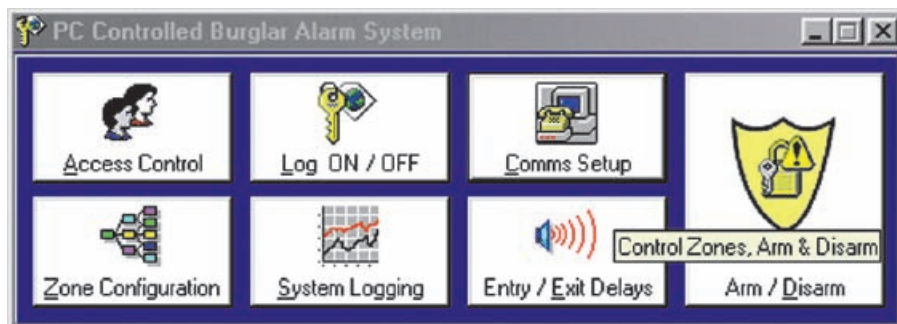 PC Controlled Burglar Alarm System
Access Control
Log ON / OFF
Comms Setup
Control Zones, Arm & Disarm
Zone Configuration
System Logging
Entry / Exit Delays
Arm / Disarm